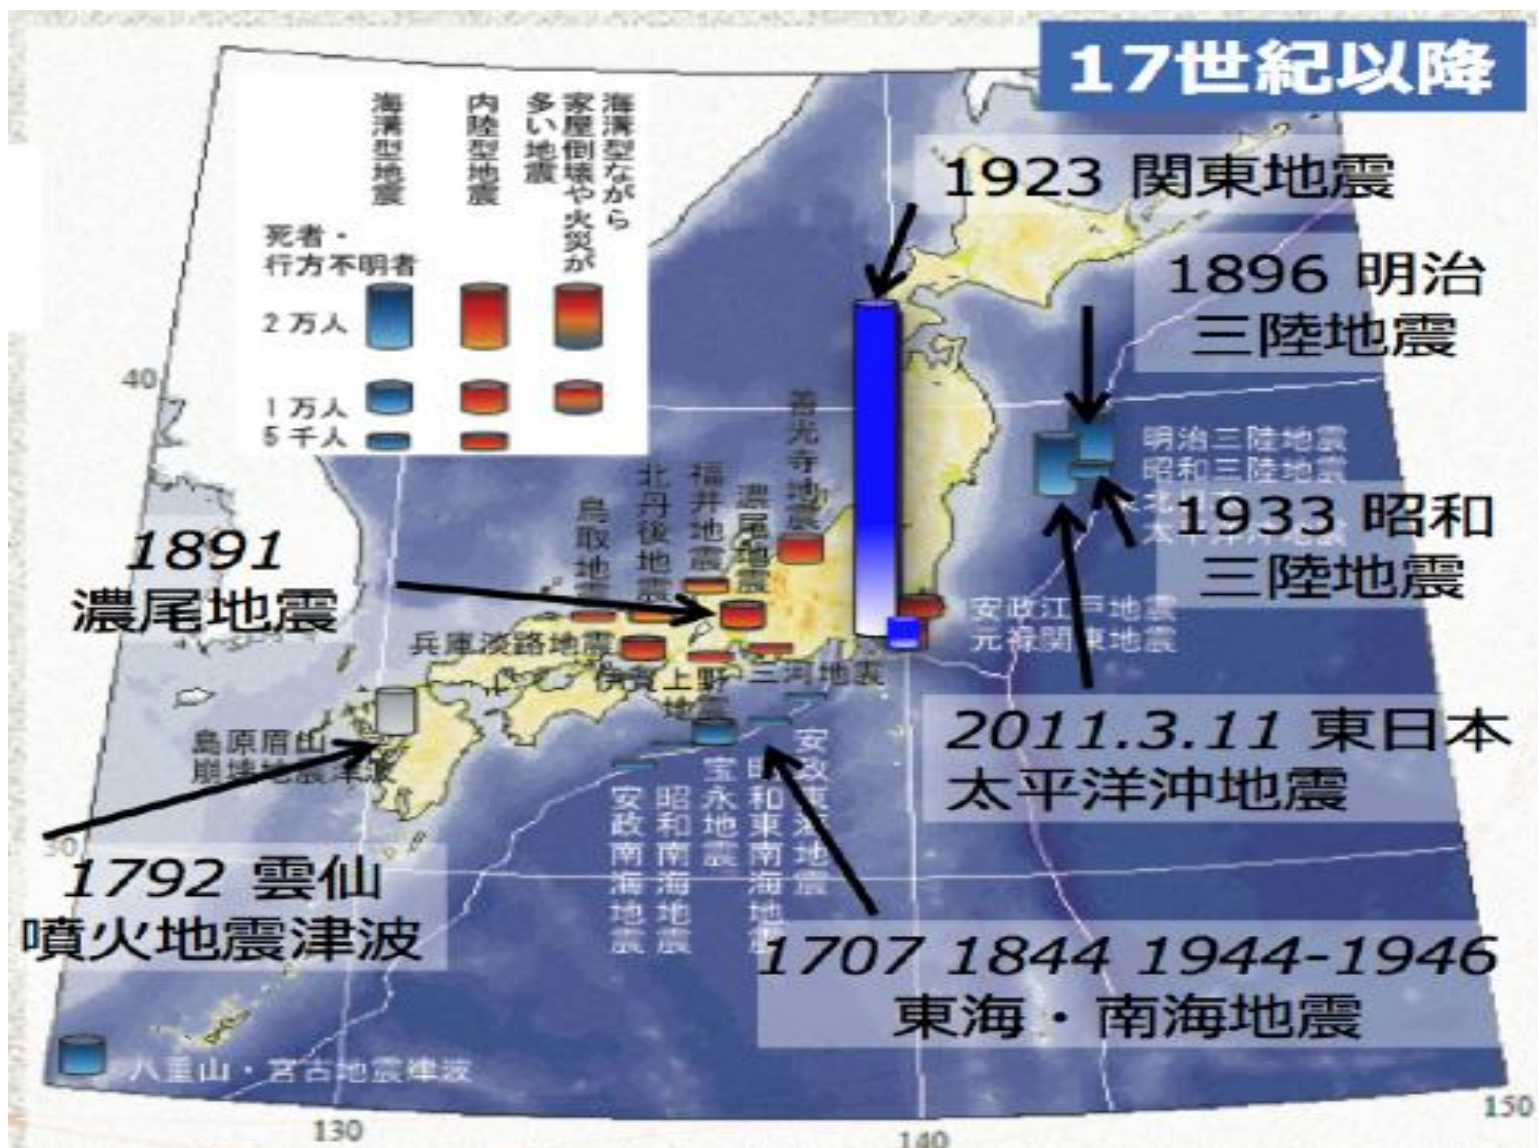 17世紀以降
海溝型地震
内陸型地震
海溝型ながら
家屋倒壊や火災が
多い地震
死者・
行方不明者
2万人
1万人
5千人
1923 関東地震
1896 明治
三陸地震
40
明治三陸地震
昭和三陸地震
1933 昭和
三陸地震
善光寺地震
濃尾地震
福井地震
北丹後地震
鳥取地震
1891
濃尾地震
兵庫淡路地震
伊賀上野
地震
三河地震
安政江戸地震
元禄関東地震
2011.3.11 東日本
太平洋沖地震
島原眉山
崩壊地震津波
30
1792 雲仙
噴火地震津波
安政南海地震
昭和南海地震
宝永地震
昭和東南海地震
安政東海地震
1707 1844 1944-1946
東海・南海地震
八重山・宮古地震津波
130
140
150